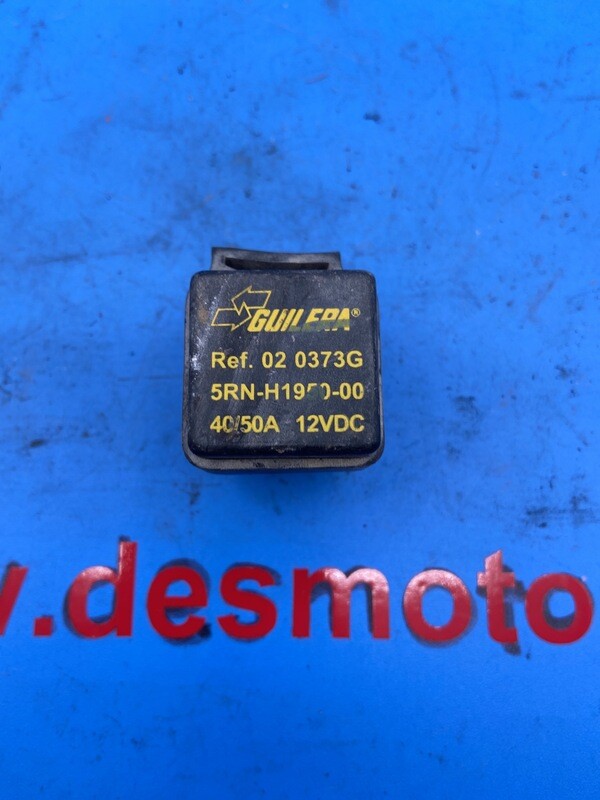 GUILERA®
Ref. 02 0373G
5RN-H1950-00
40/50A 12VDC
w.desmoto